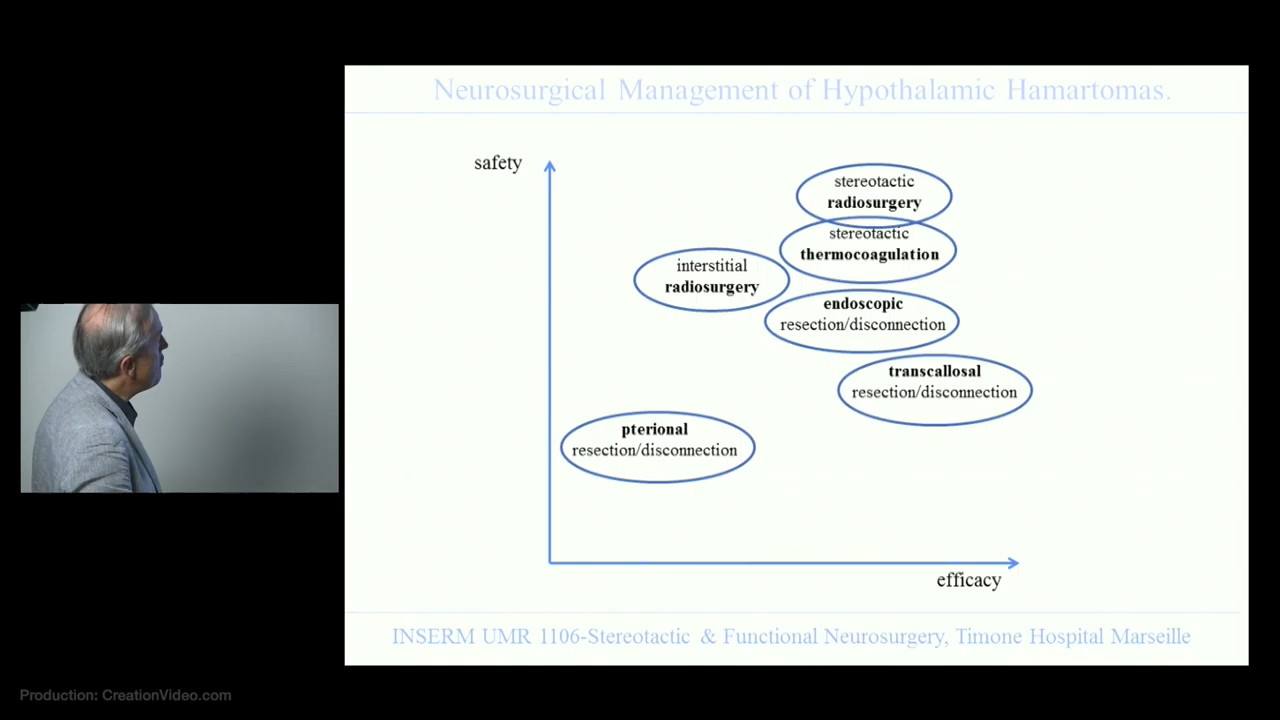 Neurosurgical Management of Hypothalamic Hamartomas.
safety
stereotactic
radiosurgery
stereotactic
thermocoagulation
interstitial
radiosurgery
endoscopic
resection/disconnection
transcallosal
resection/disconnection
pterional
resection/disconnection
efficacy
INSERM UMR 1106-Stereotactic & Functional Neurosurgery, Timone Hospital Marseille
Production: CreationVideo.com